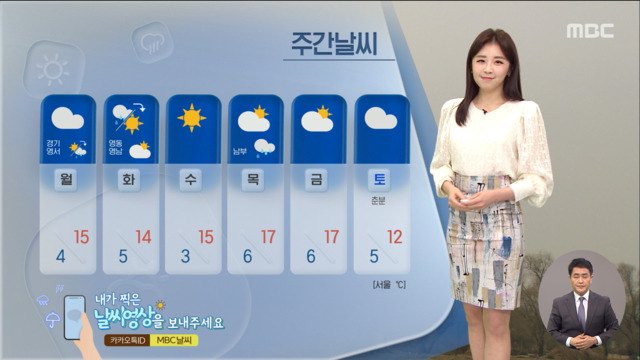 주간날씨
MBC
경기
영서
영동
영남
남부
월 화 수 목 금 토
춘분
15 14 15 17 17 12
4 5 3 6 6 5
[서울 ℃]
내가 찍은
날씨영상을 보내주세요
카카오톡ID MBC날씨